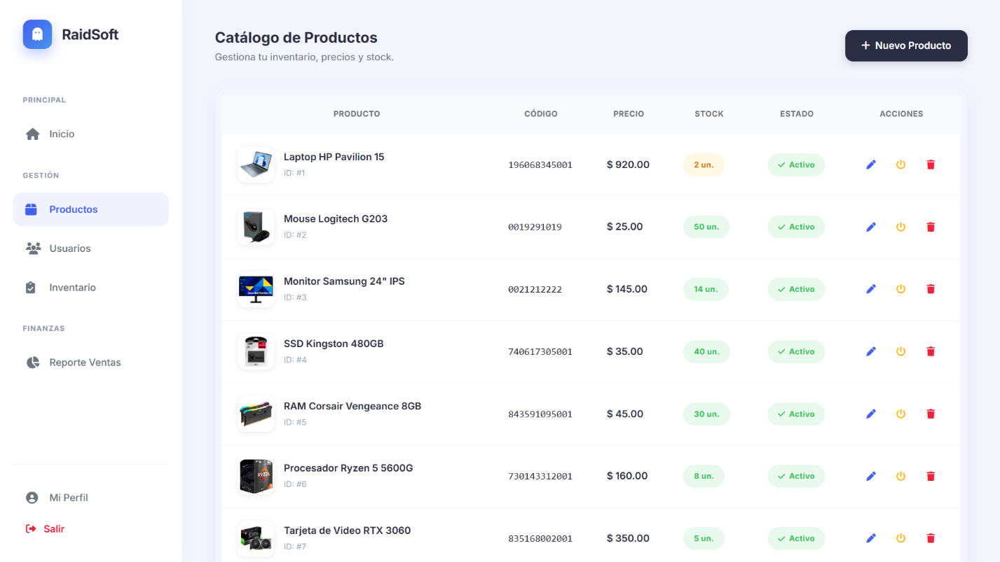 RaidSoft
PRINCIPAL
Inicio
GESTIÓN
Productos
Usuarios
Inventario
FINANZAS
Reporte Ventas
Mi Perfil
Salir
Catálogo de Productos
Gestiona tu inventario, precios y stock.
+ Nuevo Producto
PRODUCTO CÓDIGO PRECIO STOCK ESTADO ACCIONES
Laptop HP Pavilion 15
ID: #1
196068345001 $ 920.00 2 un. Activo
Mouse Logitech G203
ID: #2
0019291019 $ 25.00 50 un. Activo
Monitor Samsung 24" IPS
ID: #3
0021212222 $ 145.00 14 un. Activo
SSD Kingston 480GB
ID: #4
740617305001 $ 35.00 40 un. Activo
RAM Corsair Vengeance 8GB
ID: #5
843591095001 $ 45.00 30 un. Activo
Procesador Ryzen 5 5600G
ID: #6
730143312001 $ 160.00 8 un. Activo
RYZEN
Tarjeta de Video RTX 3060
ID: #7
835168002001 $ 350.00 5 un. Activo